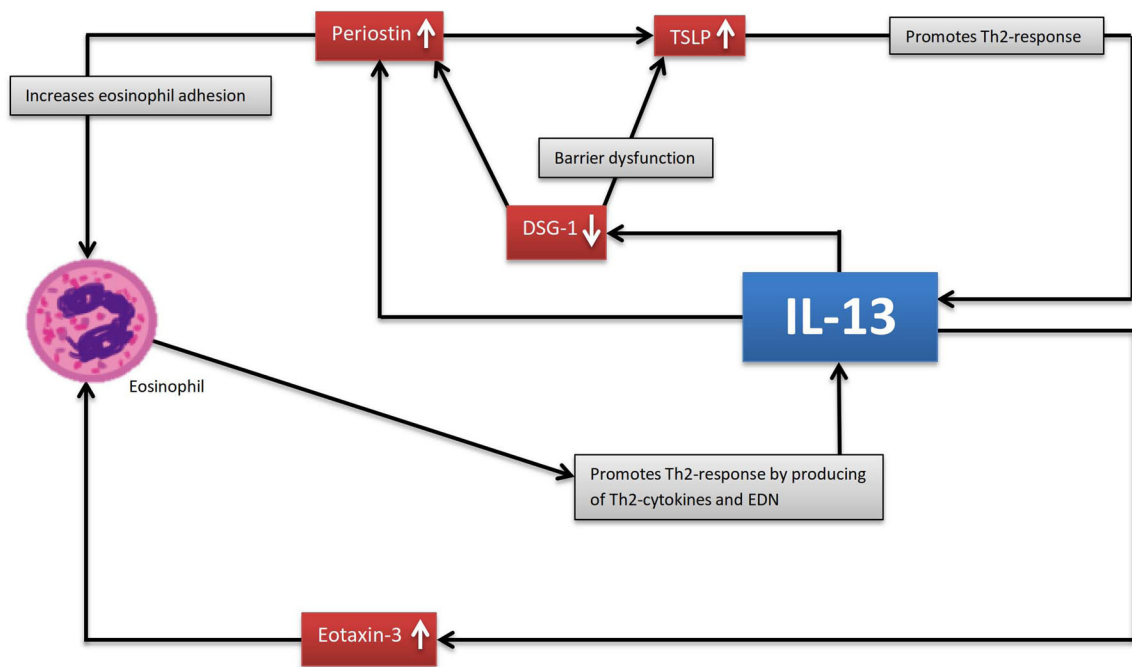 Periostin
TSLP
Promotes Th2-response
Increases eosinophil adhesion
Barrier dysfunction
DSG-1
IL-13
Eosinophil
Promotes Th2-response by producing
of Th2-cytokines and EDN
Eotaxin-3